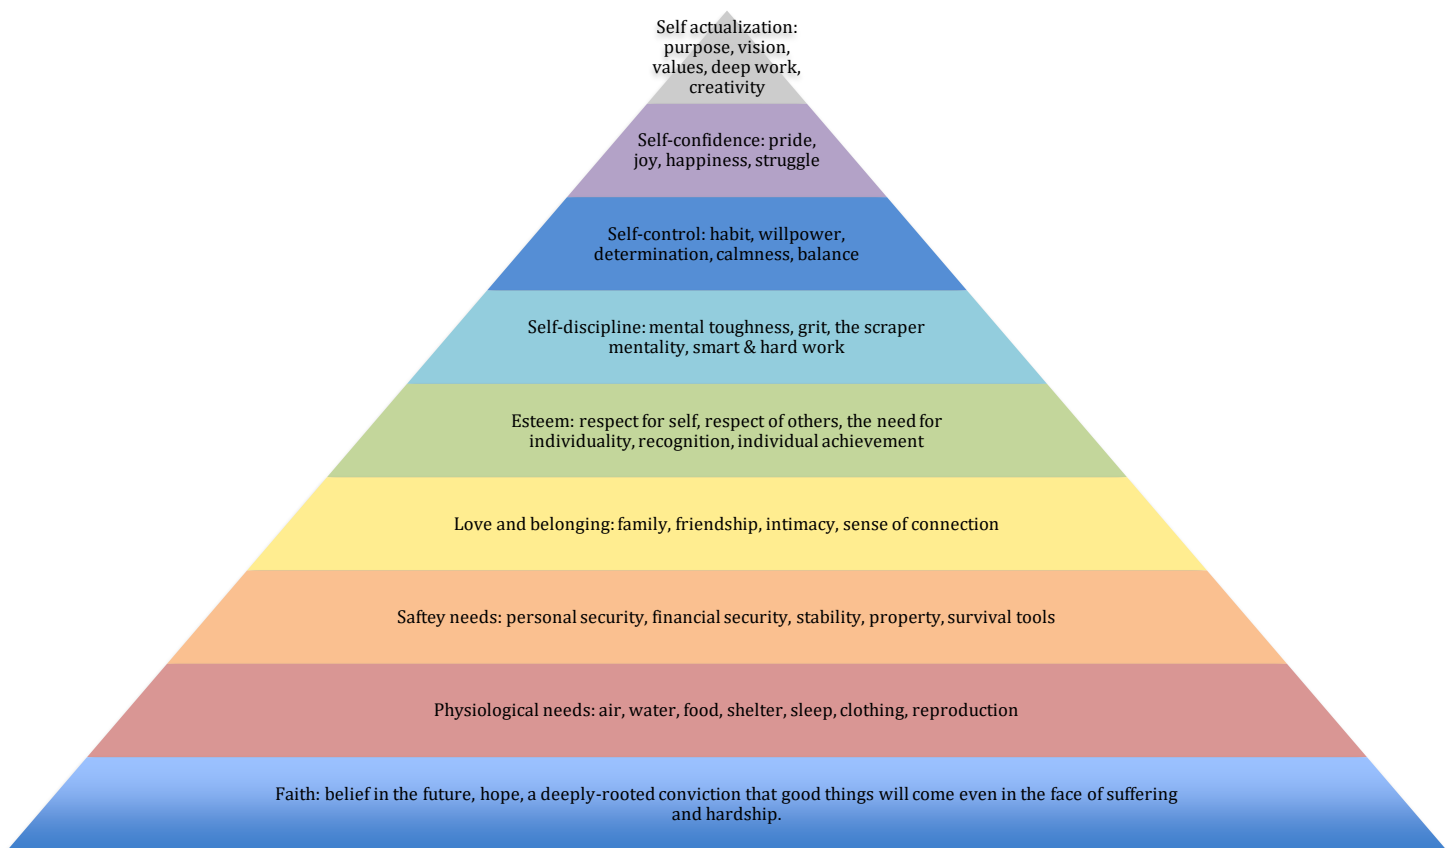 Self actualization:
purpose, vision,
values, deep work,
creativity
Self-confidence: pride,
joy, happiness, struggle
Self-control: habit, willpower,
determination, calmness, balance
Self-discipline: mental toughness, grit, the scraper
mentality, smart & hard work
Esteem: respect for self, respect of others, the need for
individuality, recognition, individual achievement
Love and belonging: family, friendship, intimacy, sense of connection
Saftey needs: personal security, financial security, stability, property, survival tools
Physiological needs: air, water, food, shelter, sleep, clothing, reproduction
Faith: belief in the future, hope, a deeply-rooted conviction that good things will come even in the face of suffering
and hardship.